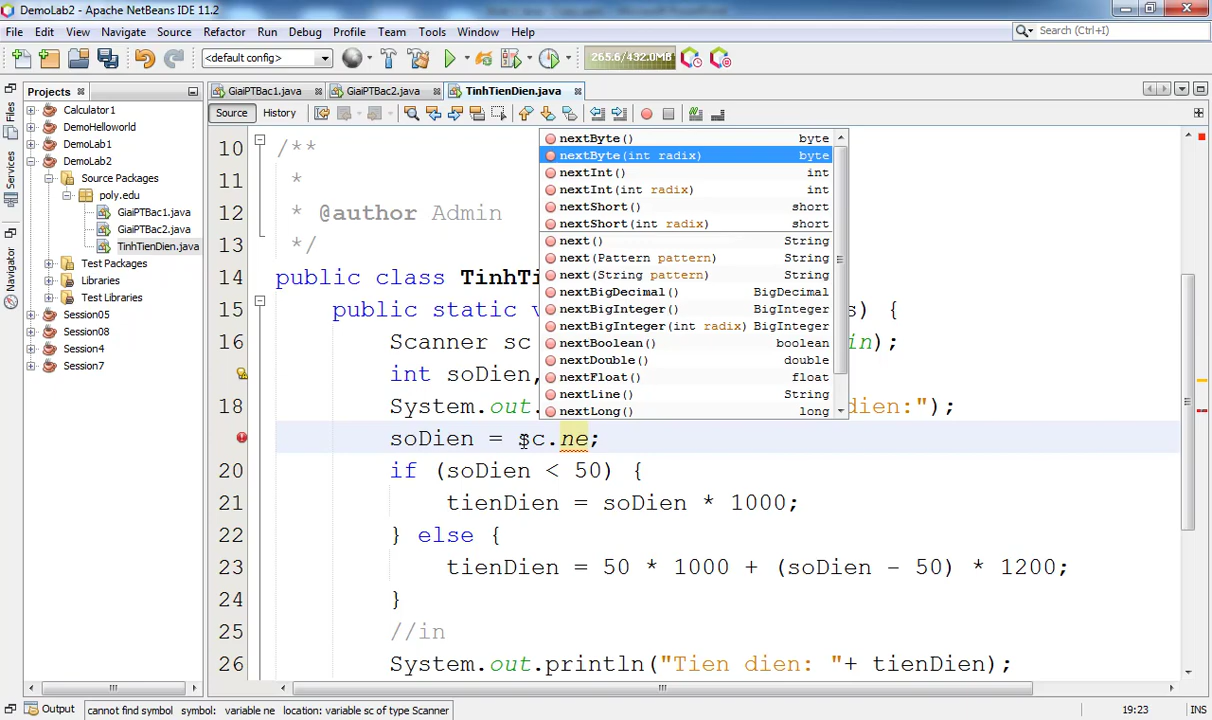 DemoLab2 - Apache NetBeans IDE 11.2
File Edit View Navigate Source Refactor Run Debug Profile Team Tools Window Help
Search (Ctrl+I)
<default config>
265.6/432.0MB
Projects
GiaiPTBac1.java
GiaiPTBac2.java
TinhTienDien.java
Source
History
Files
Services
Navigator
Calculator1
DemoHelloworld
DemoLab1
DemoLab2
Source Packages
poly.edu
GiaiPTBac1.java
GiaiPTBac2.java
TinhTienDien.java
Test Packages
Libraries
Test Libraries
Session05
Session08
Session4
Session7
nextByte() byte
nextByte(int radix) byte
nextInt() int
nextInt(int radix) int
nextShort() short
nextShort(int radix) short
next() String
next(Pattern pattern) String
next(String pattern) String
nextBigDecimal() BigDecimal
nextBigInteger() BigInteger
nextBigInteger(int radix) BigInteger
nextBoolean() boolean
nextDouble() double
nextFloat() float
nextLine() String
nextLong() long
10 /**
11 *
12 * @author Admin
13 */
14 public class
15 public static
) {
16 Scanner sc
);
int soDien,
18 System.out.
dien:");
soDien = sc.ne;
20 if (soDien < 50) {
21 tienDien = soDien * 1000;
22 } else {
23 tienDien = 50 * 1000 + (soDien - 50) * 1200;
24 }
25 //in
26 System.out.println("Tien dien: "+ tienDien);
Output
cannot find symbol symbol: variable ne location: variable sc of type Scanner
19:23
INS